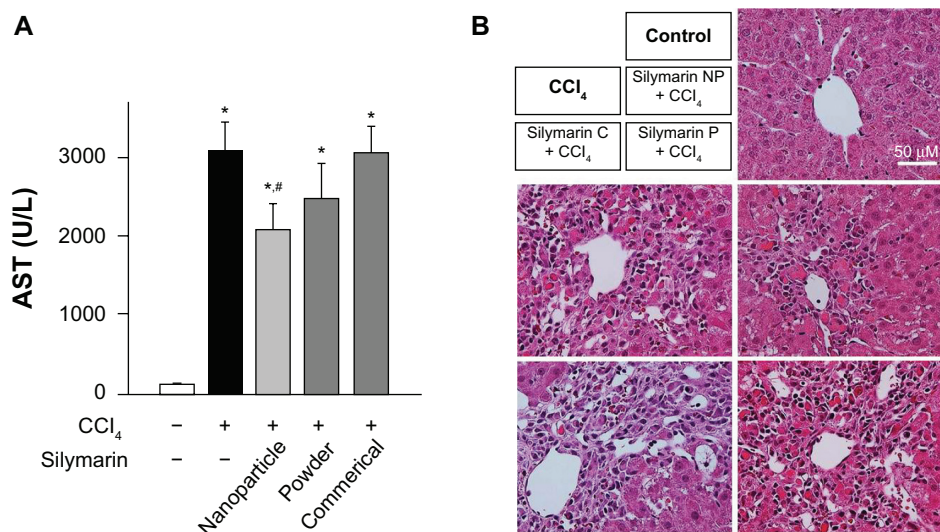 A
AST (U/L)
3000
2000
1000
0
*
*,#
*
*
CCl₄ – + + + +
Silymarin – – Nanoparticle Powder Commerical
B
Control
CCl₄
Silymarin NP
+ CCl₄
Silymarin C
+ CCl₄
Silymarin P
+ CCl₄
50 µM